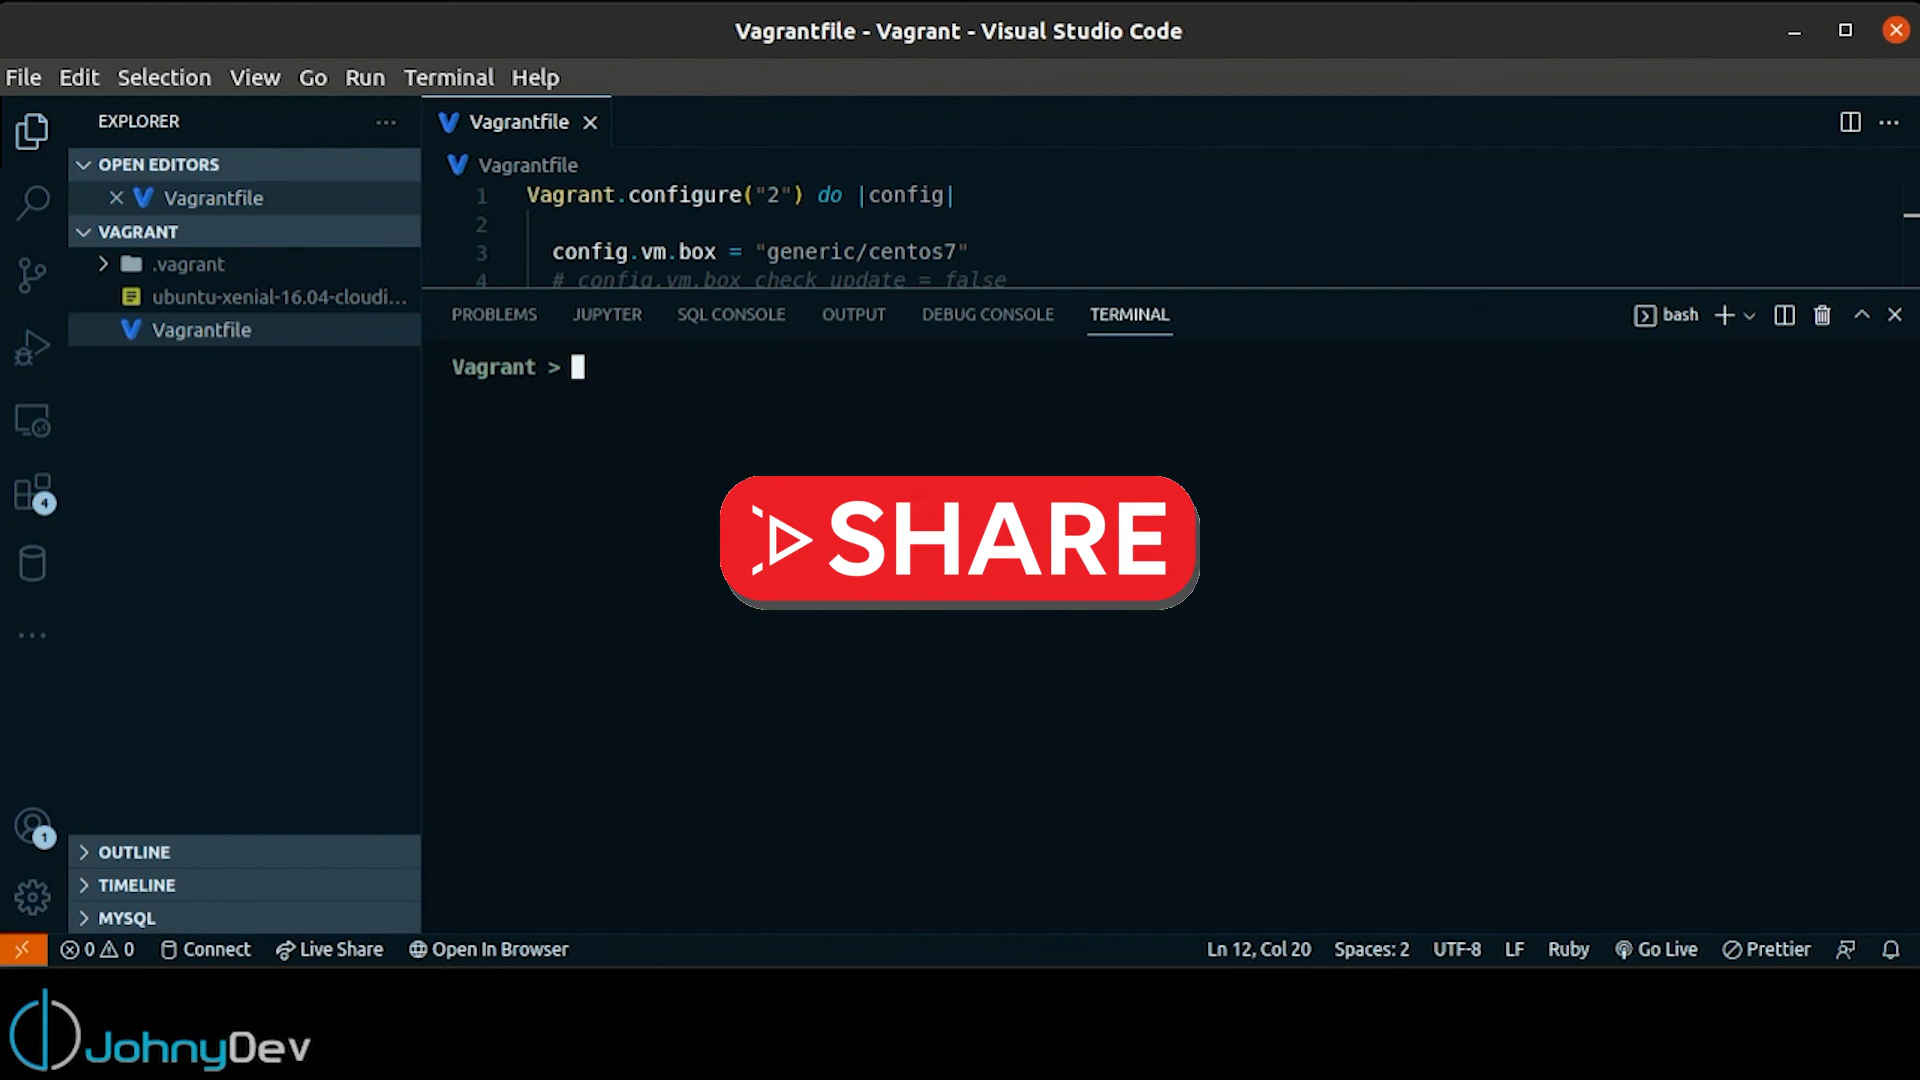 Vagrantfile - Vagrant - Visual Studio Code
File Edit Selection View Go Run Terminal Help
EXPLORER
OPEN EDITORS
Vagrantfile
VAGRANT
.vagrant
ubuntu-xenial-16.04-cloudi...
Vagrantfile
4
1
OUTLINE
TIMELINE
MYSQL
Vagrantfile
Vagrantfile
1 Vagrant.configure("2") do |config|
2
3 config.vm.box = "generic/centos7"
4 # config.vm.box_check_update = false
PROBLEMS JUPYTER SQL CONSOLE OUTPUT DEBUG CONSOLE TERMINAL
bash
Vagrant >
SHARE
0 0 Connect Live Share Open In Browser
Ln 12, Col 20 Spaces: 2 UTF-8 LF Ruby Go Live Prettier
JohnyDev